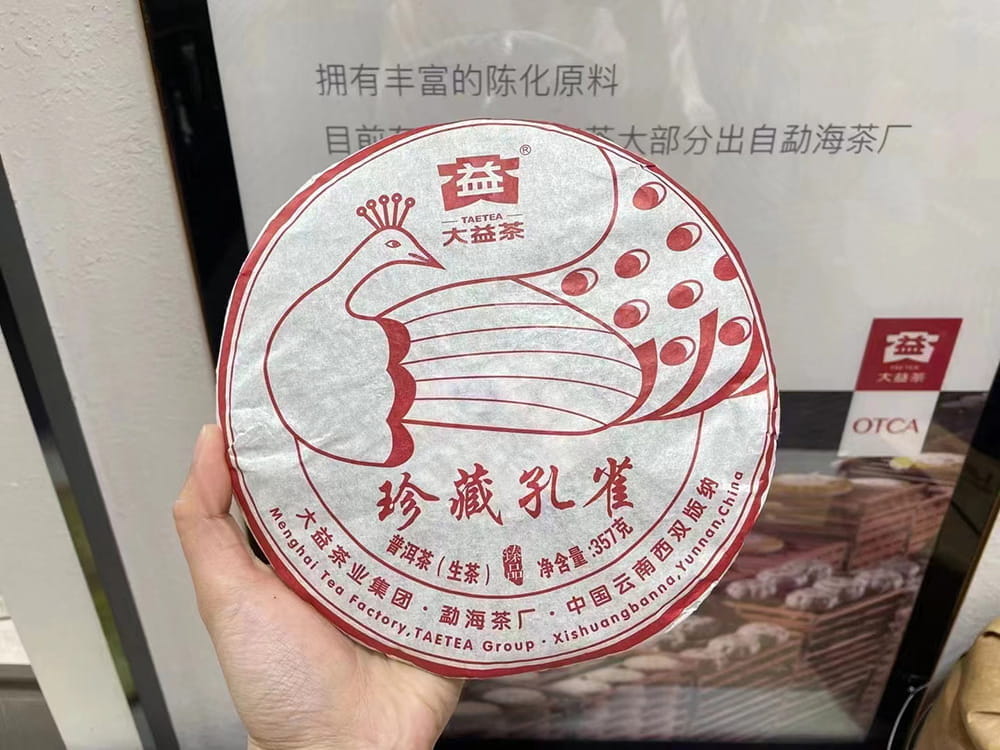 拥有丰富的陈化原料
目前
茶大部分出自勐海茶厂
益®
TAETEA
大益茶
珍藏孔雀
普洱茶(生茶) 净含量:357克
大益茶业集团·勐海茶厂·中国云南西双版纳
Menghai Tea Factory,TAETEA Group·Xishuangbanna,Yunnan,China
益
TAETEA
大益茶
OTCA